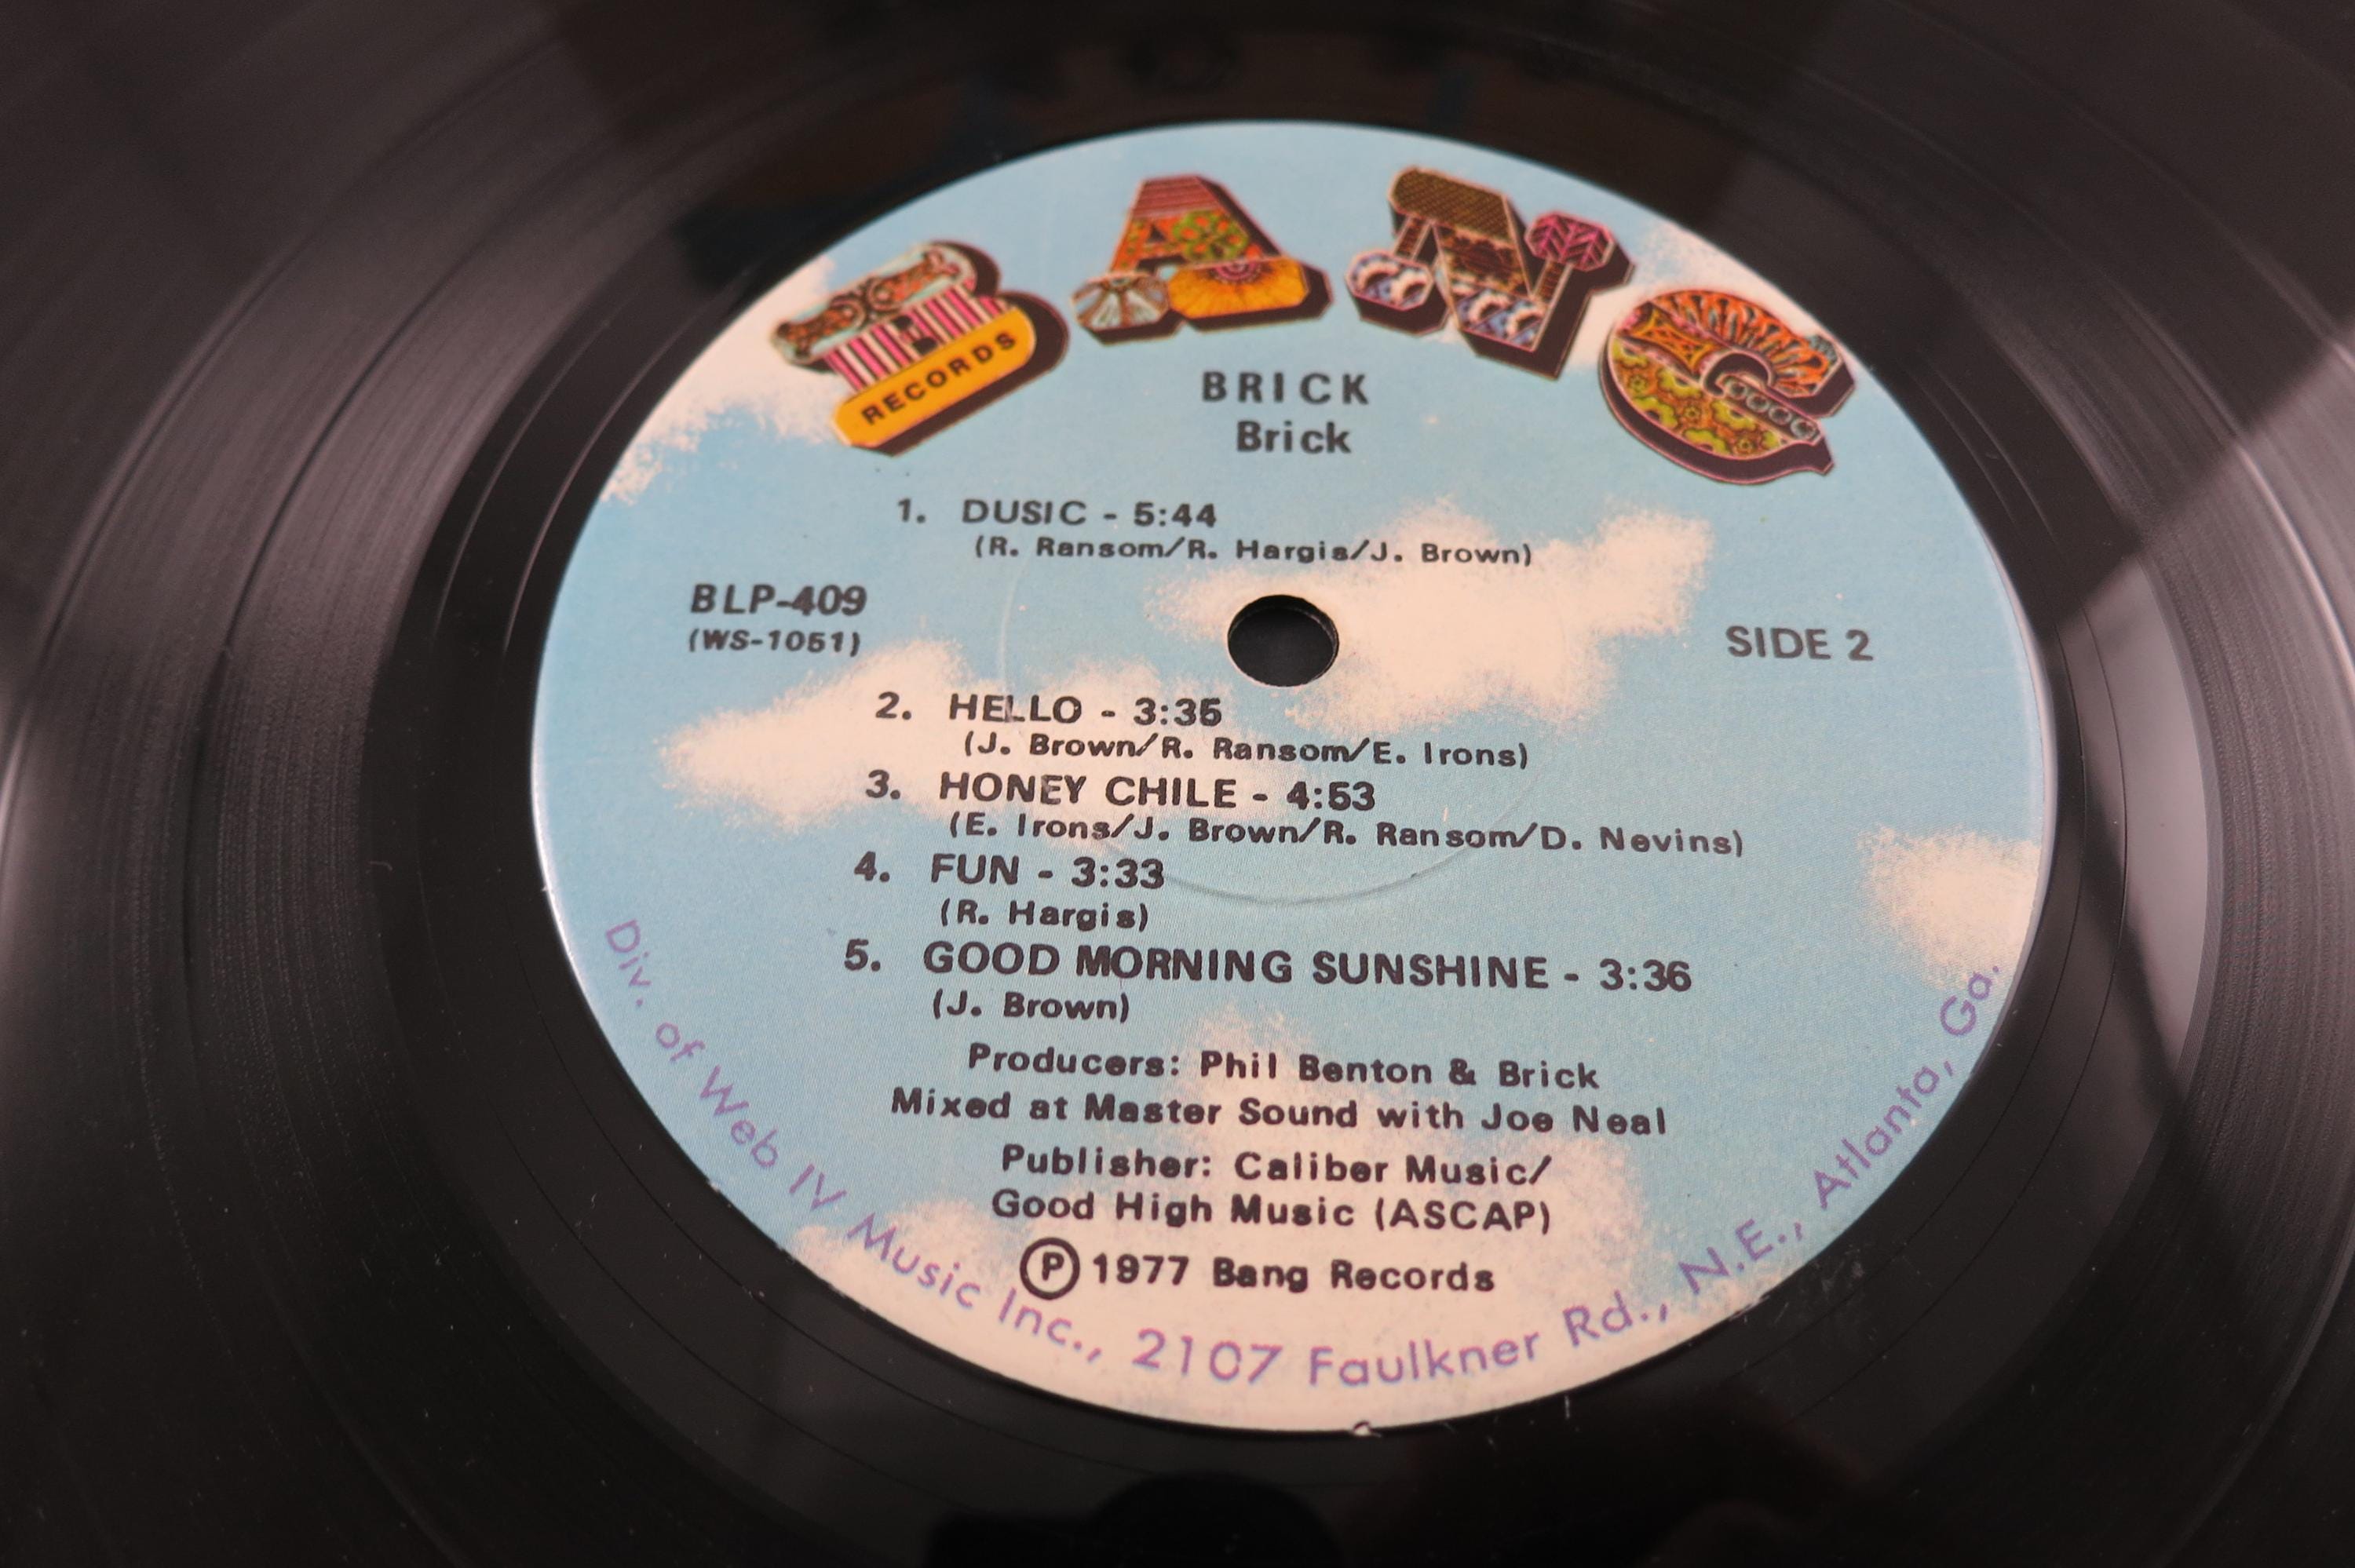 BANG
RECORDS
BRICK
Brick
1. DUSIC - 5:44
(R. Ransom/R. Hargis/J. Brown)
BLP-409
(WS-1051)
SIDE 2
2. HELLO - 3:35
(J. Brown/R. Ransom/E. Irons)
3. HONEY CHILE - 4:53
(E. Irons/J. Brown/R. Ransom/D. Nevins)
4. FUN - 3:33
(R. Hargis)
5. GOOD MORNING SUNSHINE - 3:36
(J. Brown)
Producers: Phil Benton & Brick
Mixed at Master Sound with Joe Neal
Publisher: Caliber Music/
Good High Music (ASCAP)
Ⓟ 1977 Bang Records
Div. of Web IV Music Inc., 2107 Faulkner Rd., N.E., Atlanta, Ga.